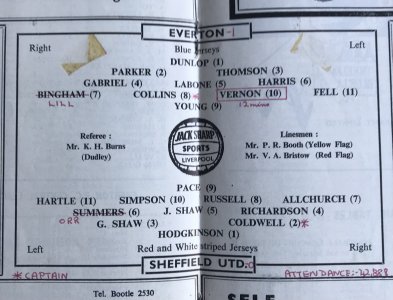 EVERTON -1
Right Blue Jerseys Left
DUNLOP (1)
PARKER (2) THOMSON (3)
GABRIEL (4) LABONE (5) HARRIS (6)
BINGHAM (7) COLLINS (8) * VERNON (10) FELL (11)
LILL 12 mins
YOUNG (9)
Referee :
Mr. K. H. Burns
(Dudley)
JACK SHARP
SPORTS
LIVERPOOL
Linesmen :
Mr. P. R. Booth (Yellow Flag)
Mr. V. A. Bristow (Red Flag)
PACE (9)
HARTLE (11) SIMPSON (10) RUSSELL (8) ALLCHURCH (7)
SUMMERS (6) J. SHAW (5) RICHARDSON (4)
ORR G. SHAW (3) COLDWELL (2) *
HODGKINSON (1)
Left Red and White striped Jerseys Right
SHEFFIELD UTD.
* CAPTAIN
ATTENDANCE:-
Tel. Bootle 2530